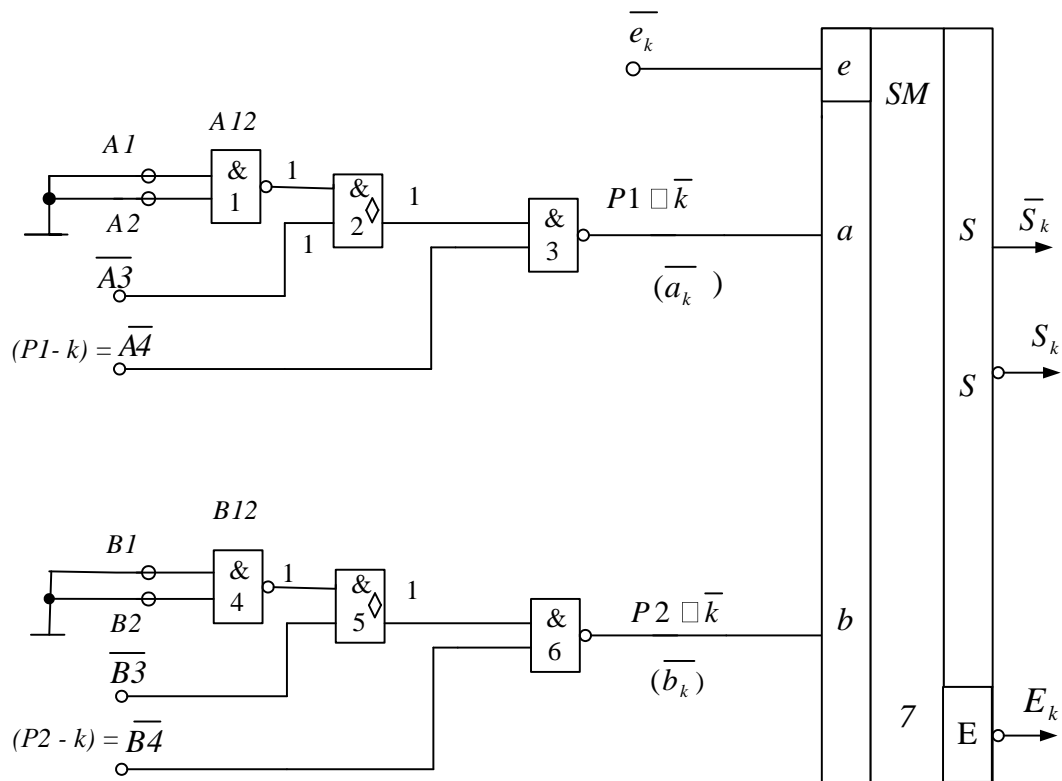 e̅ₖ
e
SM
A12
A1
&
1
1
&
2
1
A2
1
&
3
P1 □ k̅
a
S
S̅ₖ
A̅3̅
(a̅ₖ)
(P1- k) = A̅4̅
Sₖ
S
B12
B1
&
4
1
&
5
1
B2
&
6
P2 □ k̅
b
B̅3̅
(b̅ₖ)
(P2 - k) = B̅4̅
7
E
Eₖ